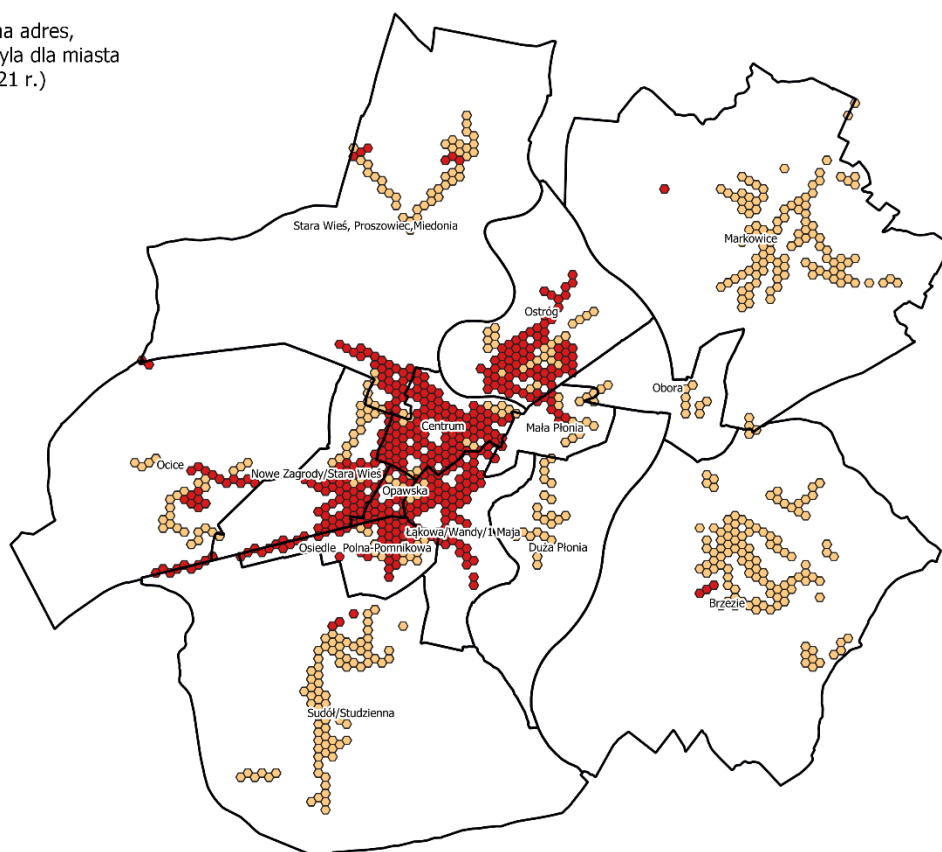 na adres,
yla dla miasta
21 r.)
Stara Wieś, Proszowiec,Miedonia
Markowice
Ostróg
Obora
Centrum
Mała Płonia
Ocice
Nowe Zagrody/Stara Wieś
Opawska
Łąkowa/Wandy/1 Maja
Osiedle Polna-Pomnikowa
Duża Płonia
Brzezie
Sudół/Studzienna